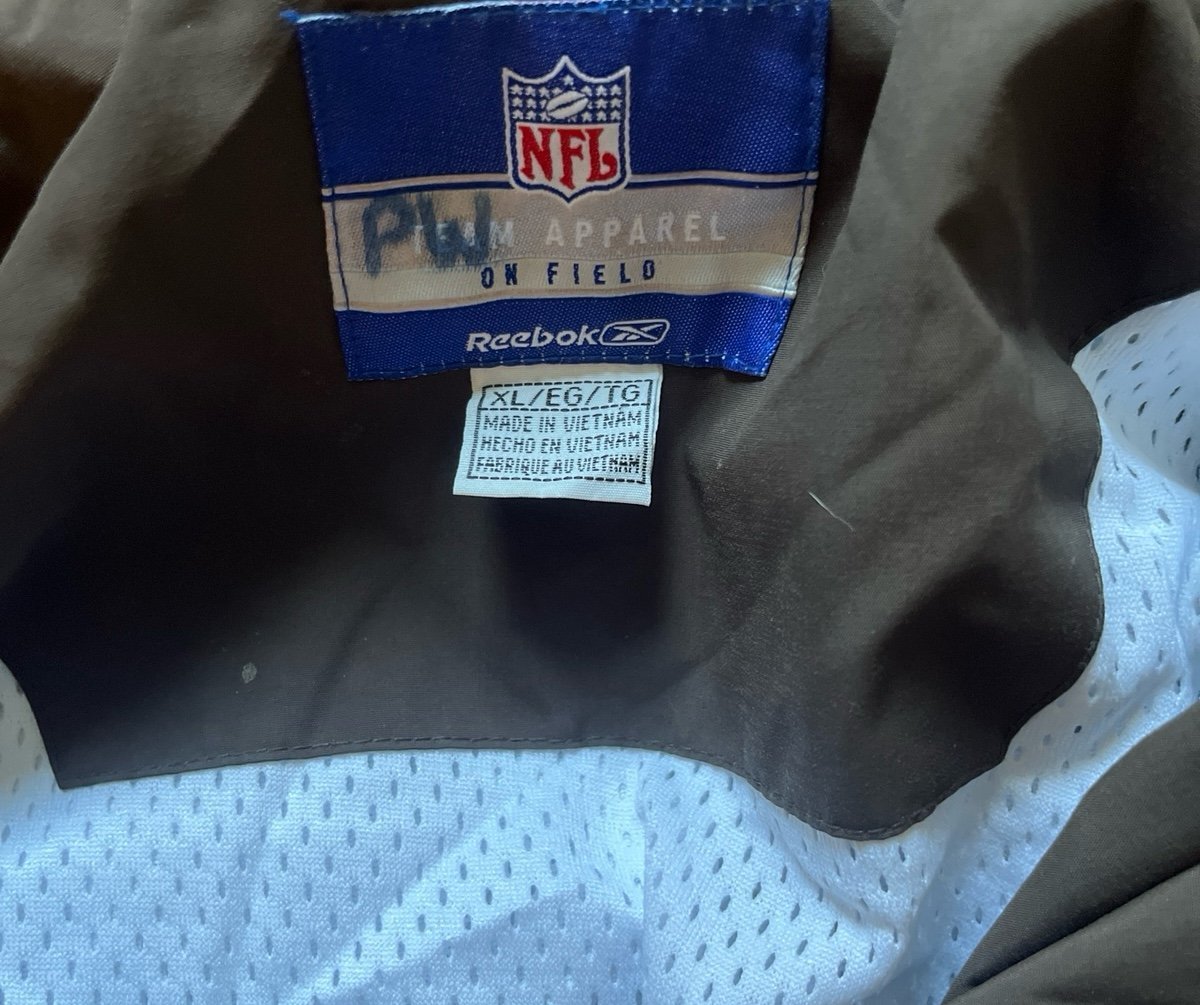 NFL
PW
TEAM APPAREL
ON FIELD
Reebok
XL/EG/TG
MADE IN VIETNAM
HECHO EN VIETNAM
FABRIQUE AU VIETNAM